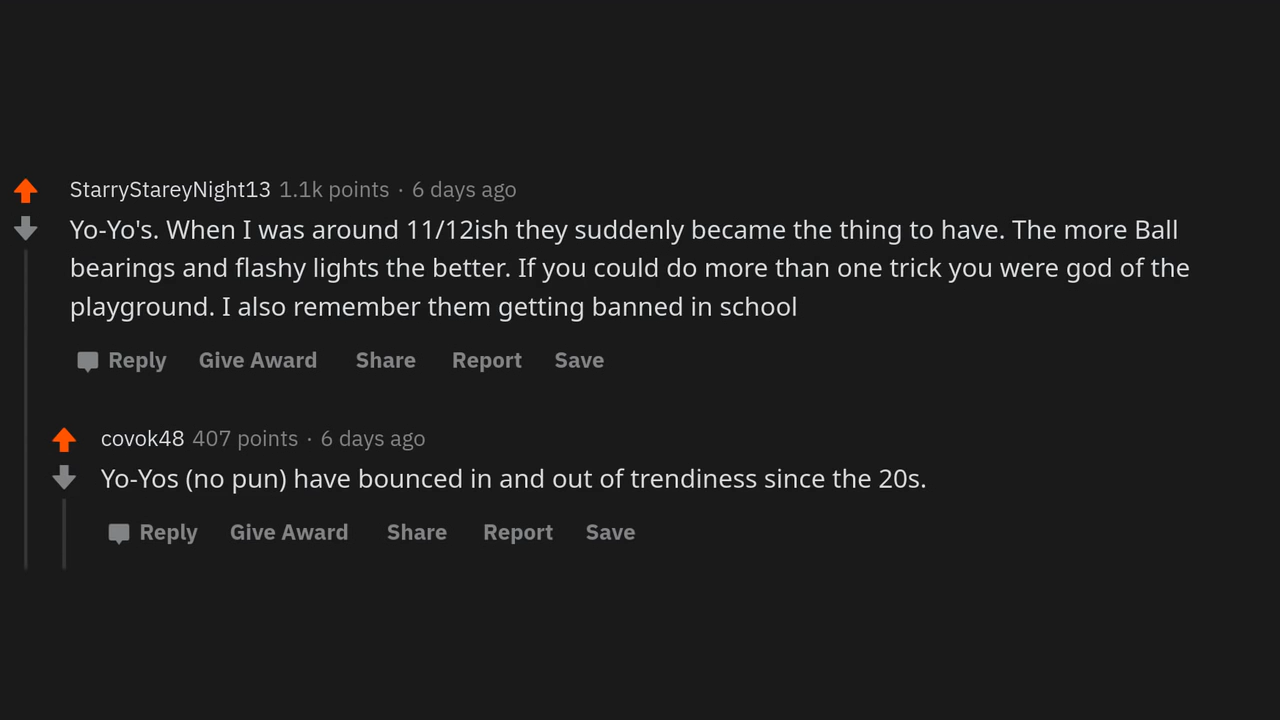 StarryStareyNight13 1.1k points · 6 days ago
Yo-Yo's. When I was around 11/12ish they suddenly became the thing to have. The more Ball
bearings and flashy lights the better. If you could do more than one trick you were god of the
playground. I also remember them getting banned in school
Reply Give Award Share Report Save
covok48 407 points · 6 days ago
Yo-Yos (no pun) have bounced in and out of trendiness since the 20s.
Reply Give Award Share Report Save